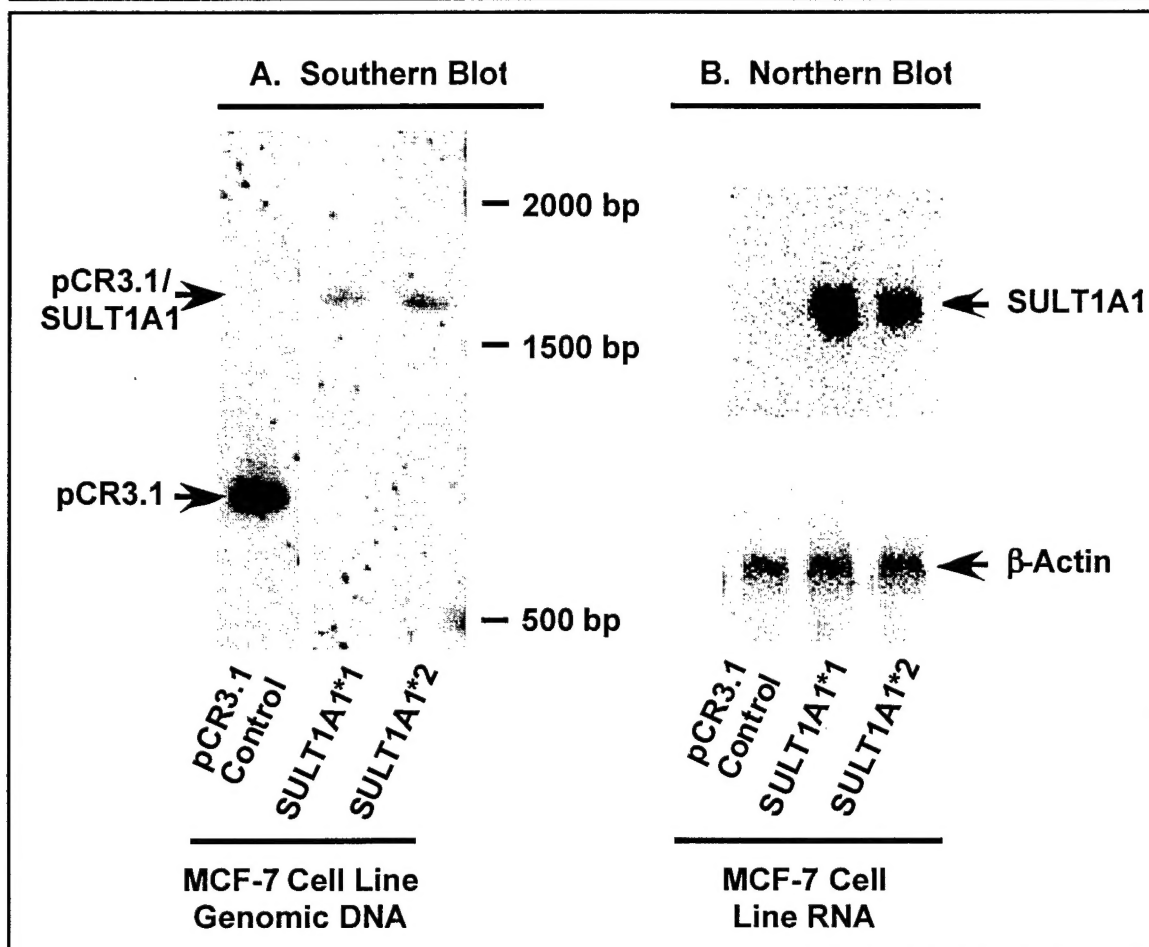 A. Southern Blot
2000 bp
pCR3.1/
SULT1A1
1500 bp
pCR3.1
500 bp
pCR3.1
Control
SULT1A1*1
SULT1A1*2
MCF-7 Cell Line
Genomic DNA
B. Northern Blot
SULT1A1
β-Actin
pCR3.1
Control
SULT1A1*1
SULT1A1*2
MCF-7 Cell
Line RNA